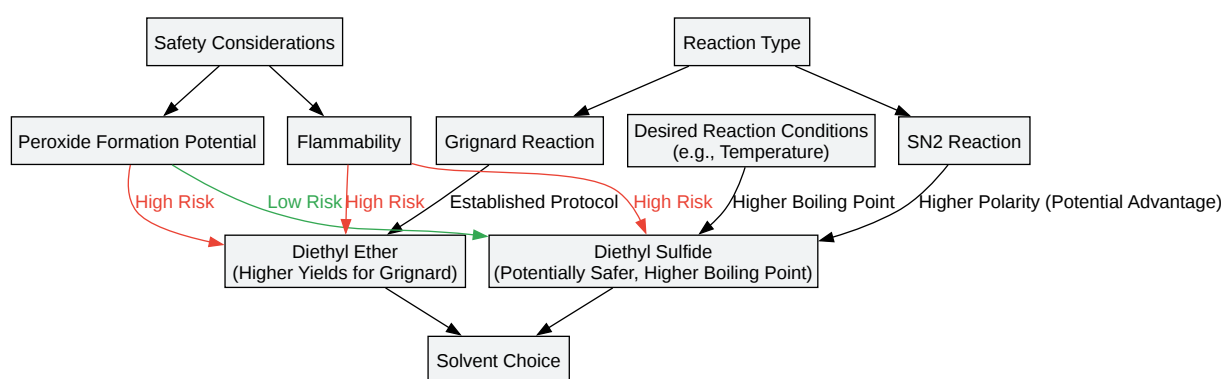 Safety Considerations
Reaction Type
Peroxide Formation Potential
Flammability
Grignard Reaction
Desired Reaction Conditions
(e.g., Temperature)
SN2 Reaction
High Risk
Low Risk
High Risk
Established Protocol
High Risk
Higher Boiling Point
Higher Polarity (Potential Advantage)
Diethyl Ether
(Higher Yields for Grignard)
Diethyl Sulfide
(Potentially Safer, Higher Boiling Point)
Solvent Choice